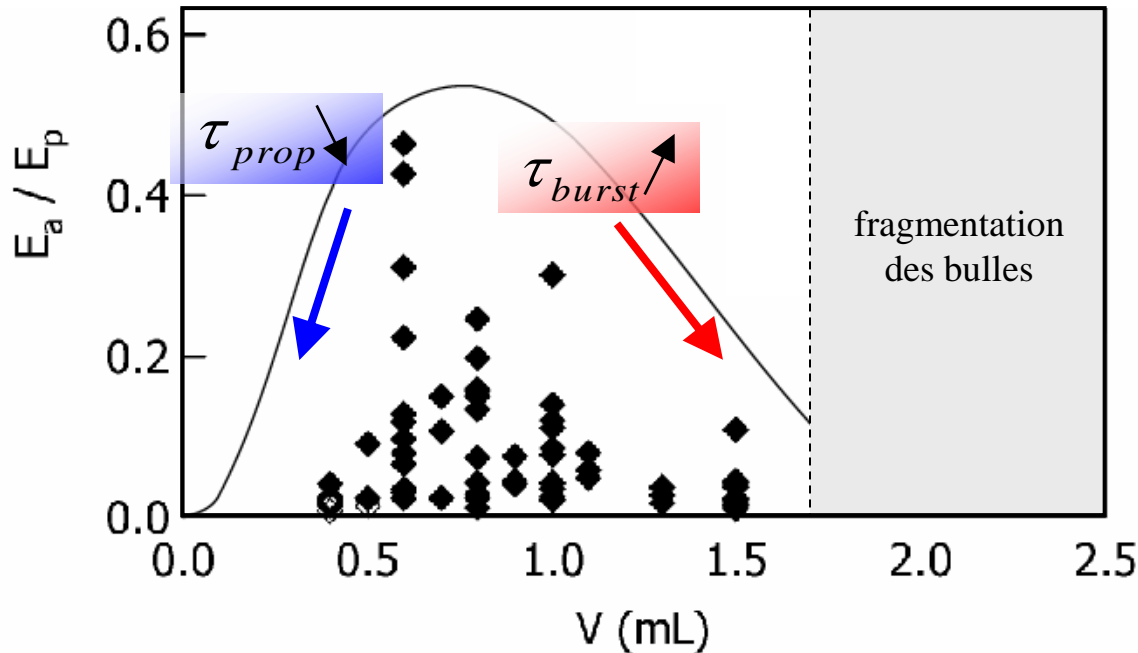 0.6
0.4
0.2
0.0
E_a / E_p
τ_prop
τ_burst
fragmentation
des bulles
0.0 0.5 1.0 1.5 2.0 2.5
V (mL)